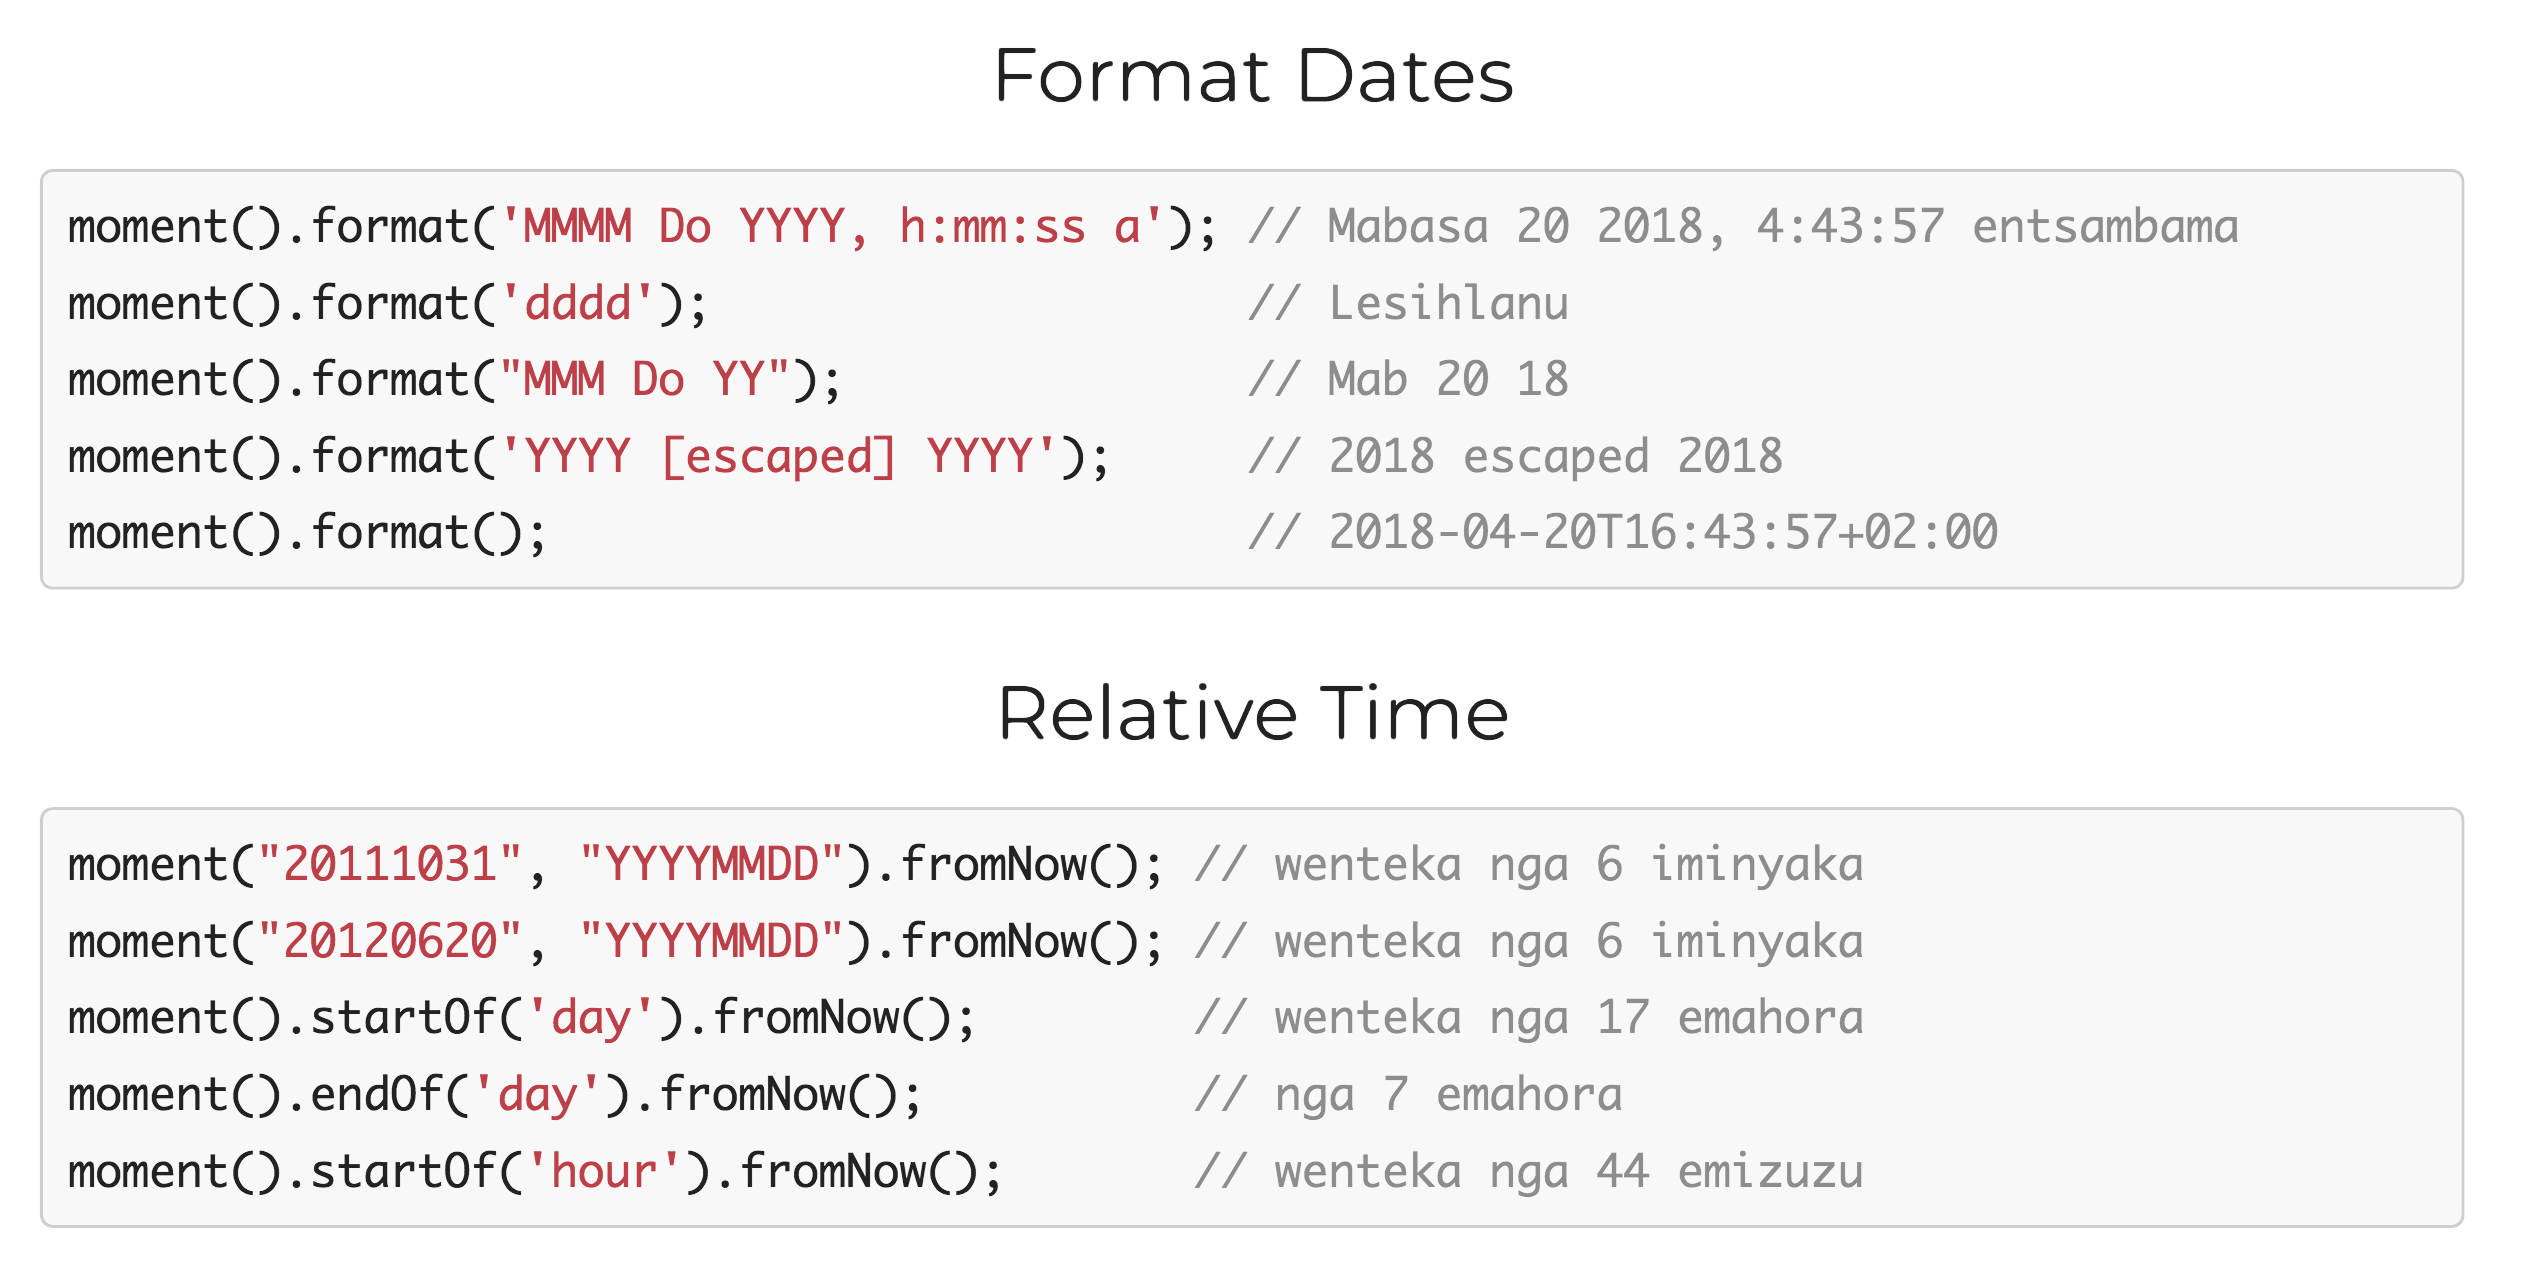 Format Dates
moment().format('MMMM Do YYYY, h:mm:ss a'); // Mabasa 20 2018, 4:43:57 entsambama
moment().format('dddd'); // Lesihlanu
moment().format("MMM Do YY"); // Mab 20 18
moment().format('YYYY [escaped] YYYY'); // 2018 escaped 2018
moment().format(); // 2018-04-20T16:43:57+02:00
Relative Time
moment("20111031", "YYYYMMDD").fromNow(); // wenteka nga 6 iminyaka
moment("20120620", "YYYYMMDD").fromNow(); // wenteka nga 6 iminyaka
moment().startOf('day').fromNow(); // wenteka nga 17 emahora
moment().endOf('day').fromNow(); // nga 7 emahora
moment().startOf('hour').fromNow(); // wenteka nga 44 emizuzu